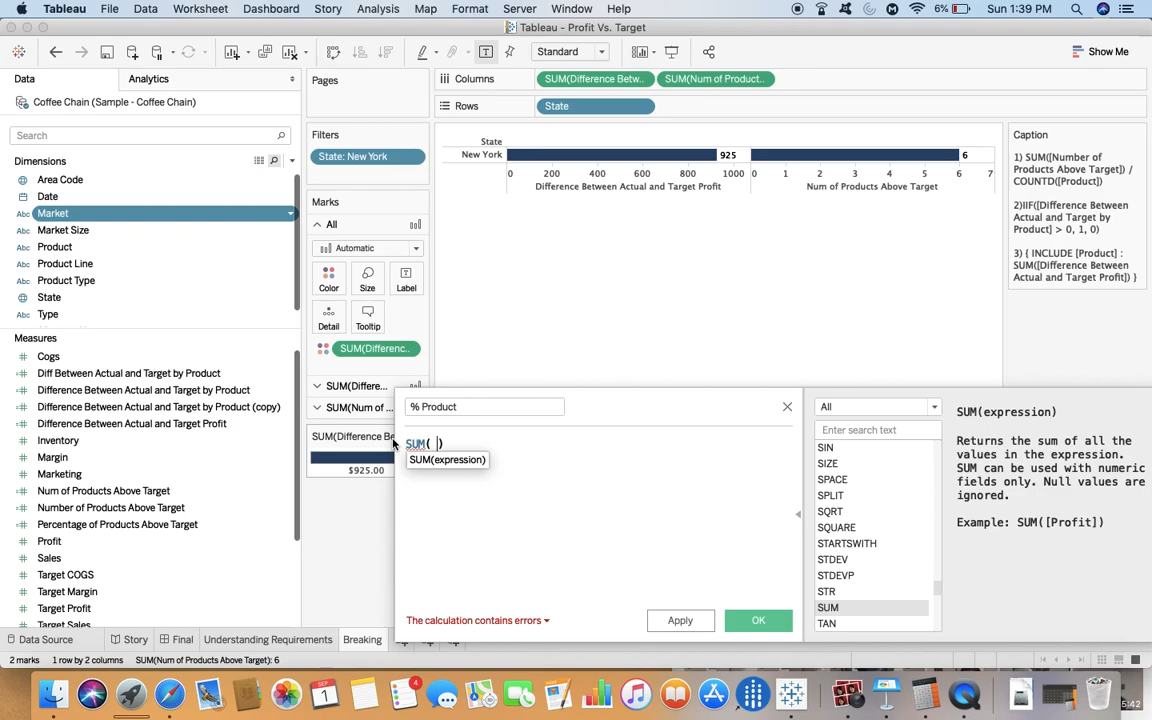 Tableau File Data Worksheet Dashboard Story Analysis Map Format Server Window Help 6% Sun 1:39 PM
Tableau - Profit Vs. Target
Standard
Show Me
Data Analytics
Coffee Chain (Sample - Coffee Chain)
Search
Dimensions
Area Code
Date
Abc Market
Abc Market Size
Abc Product
Abc Product Line
Abc Product Type
State
Abc Type
Measures
Cogs
Diff Between Actual and Target by Product
Difference Between Actual and Target by Product
Difference Between Actual and Target by Product (copy)
Difference Between Actual and Target Profit
Inventory
Margin
Marketing
Num of Products Above Target
Number of Products Above Target
Percentage of Products Above Target
Profit
Sales
Target COGS
Target Margin
Target Profit
Target Sales
Pages
Filters
State: New York
Marks
All
Automatic
Color Size Label
Detail Tooltip
SUM(Differenc..
SUM(Differe...
SUM(Num of ...
SUM(Difference Be
$925.00
Columns SUM(Difference Betw.. SUM(Num of Product..
Rows State
State
New York 925 6
0 200 400 600 800 1000 0 1 2 3 4 5 6 7
Difference Between Actual and Target Profit Num of Products Above Target
Caption
1) SUM([Number of
Products Above Target]) /
COUNTD([Product])
2)IIF([Difference Between
Actual and Target by
Product] > 0, 1, 0)
3) { INCLUDE [Product] :
SUM([Difference Between
Actual and Target Profit]) }
% Product
SUM( )
SUM(expression)
The calculation contains errors
Apply OK
All
Enter search text
SIN
SIZE
SPACE
SPLIT
SQRT
SQUARE
STARTSWITH
STDEV
STDEVP
STR
SUM
TAN
SUM(expression)
Returns the sum of all the
values in the expression.
SUM can be used with numeric
fields only. Null values are
ignored.
Example: SUM([Profit])
Data Source Story Final Understanding Requirements Breaking
2 marks 1 row by 2 columns SUM(Num of Products Above Target): 6
SEP
1
4
5:42